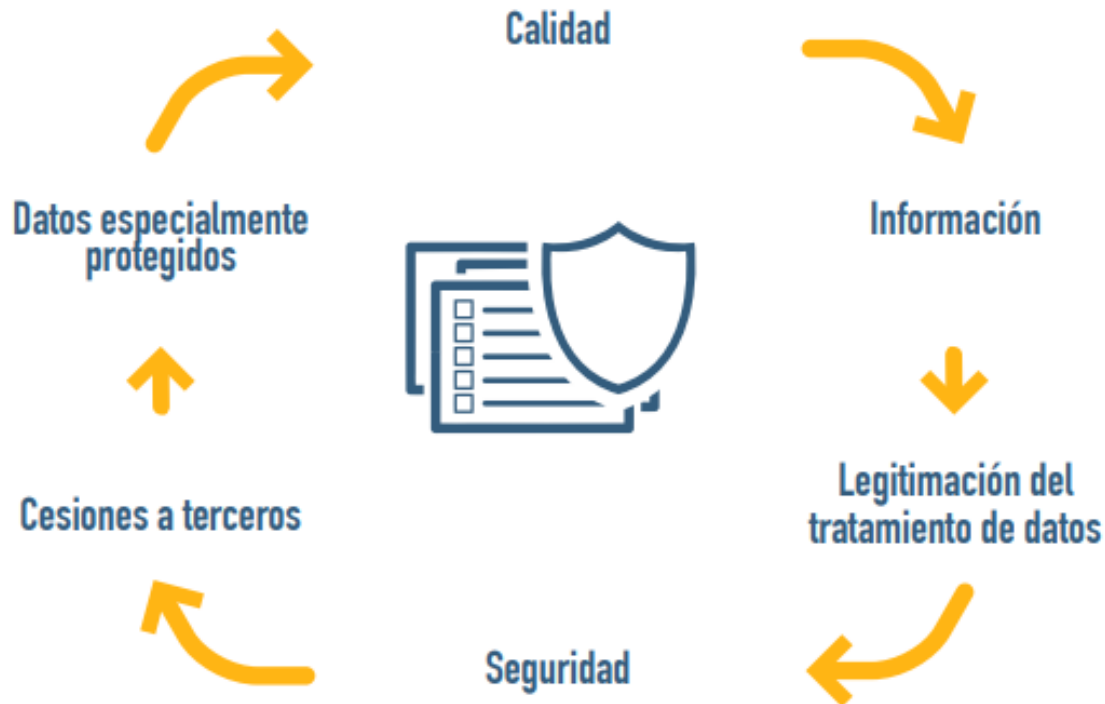 Calidad
Información
Legitimación del
tratamiento de datos
Seguridad
Cesiones a terceros
Datos especialmente
protegidos